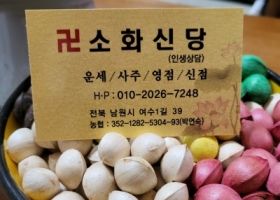 卍 소화신당
(인생상담)
운세/사주/영점/신점
H·P : 010-2026-7248
전북 남원시 여수1길 39
농협 : 352-1282-5304-93(박연숙)